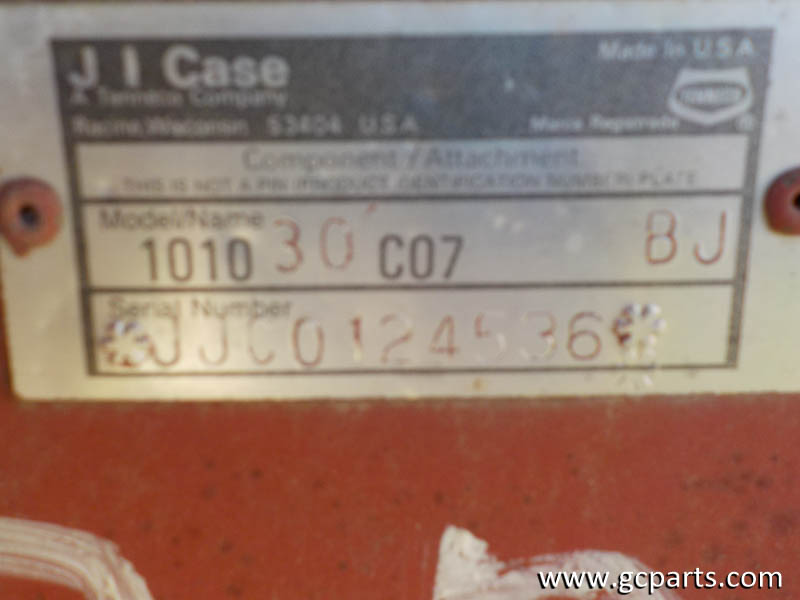 J I Case
Made in U.S.A
A Tenneco Company
TENNECO
Racine, Wisconsin 53404 U.S.A.
Marca Registrada ®
Component/Attachment
THIS IS NOT A PIN (PRODUCT IDENTIFICATION NUMBER) PLATE
Model/Name
1010 30' C07 BJ
Serial Number
JJC0124536
www.gcparts.com